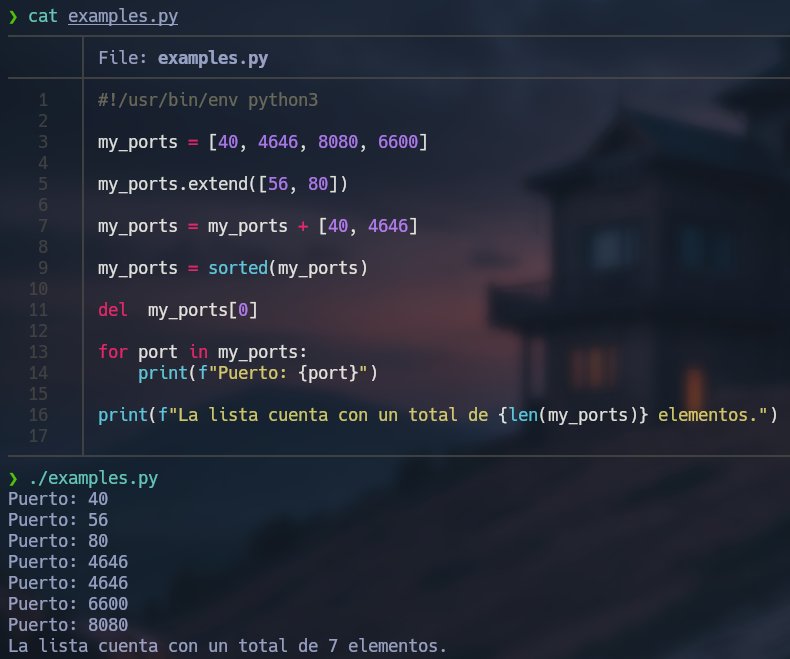 ❯ cat examples.py
File: examples.py
1 #!/usr/bin/env python3
2
3 my_ports = [40, 4646, 8080, 6600]
4
5 my_ports.extend([56, 80])
6
7 my_ports = my_ports + [40, 4646]
8
9 my_ports = sorted(my_ports)
10
11 del  my_ports[0]
12
13 for port in my_ports:
14     print(f"Puerto: {port}")
15
16 print(f"La lista cuenta con un total de {len(my_ports)} elementos.")
17
❯ ./examples.py
Puerto: 40
Puerto: 56
Puerto: 80
Puerto: 4646
Puerto: 4646
Puerto: 6600
Puerto: 8080
La lista cuenta con un total de 7 elementos.